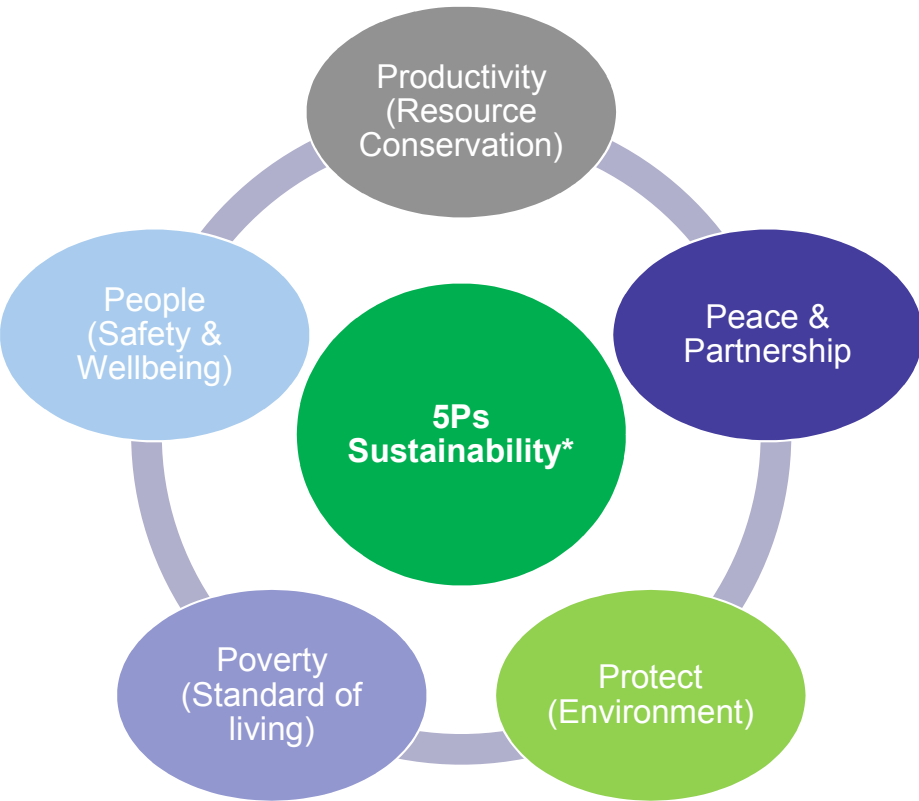 Productivity
(Resource
Conservation)
People
(Safety &
Wellbeing)
Peace &
Partnership
5Ps
Sustainability*
Poverty
(Standard of
living)
Protect
(Environment)